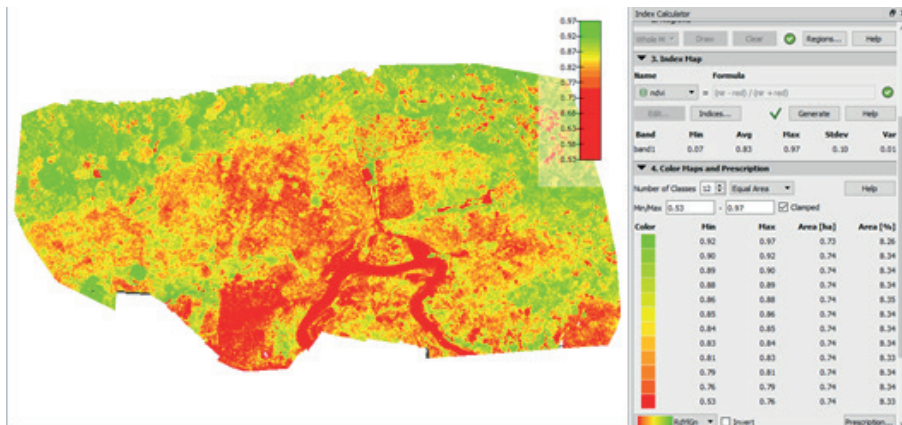 0.97
0.92
0.87
0.82
0.77
0.73
0.68
0.63
0.58
0.53
Index Calculator
Whole M Draw Clear Regions... Help
3. Index Map
Name Formula
ndvi = (nir - red) / (nir + red)
Edit... Indices... Generate Help
Band Min Avg Max Stdev Var
band1 0.07 0.83 0.97 0.10 0.01
4. Color Maps and Prescription
Number of Classes 12 Equal Area Help
Min/Max 0.53 - 0.97 Clamped
Color Min Max Area [ha] Area [%]
0.92 0.97 0.73 8.26
0.90 0.92 0.74 8.34
0.89 0.90 0.74 8.34
0.88 0.89 0.74 8.34
0.86 0.88 0.74 8.35
0.85 0.86 0.74 8.34
0.84 0.85 0.74 8.34
0.83 0.84 0.74 8.34
0.81 0.83 0.74 8.33
0.79 0.81 0.74 8.34
0.76 0.79 0.74 8.34
0.53 0.76 0.74 8.33
RdYlGn Invert Prescription...